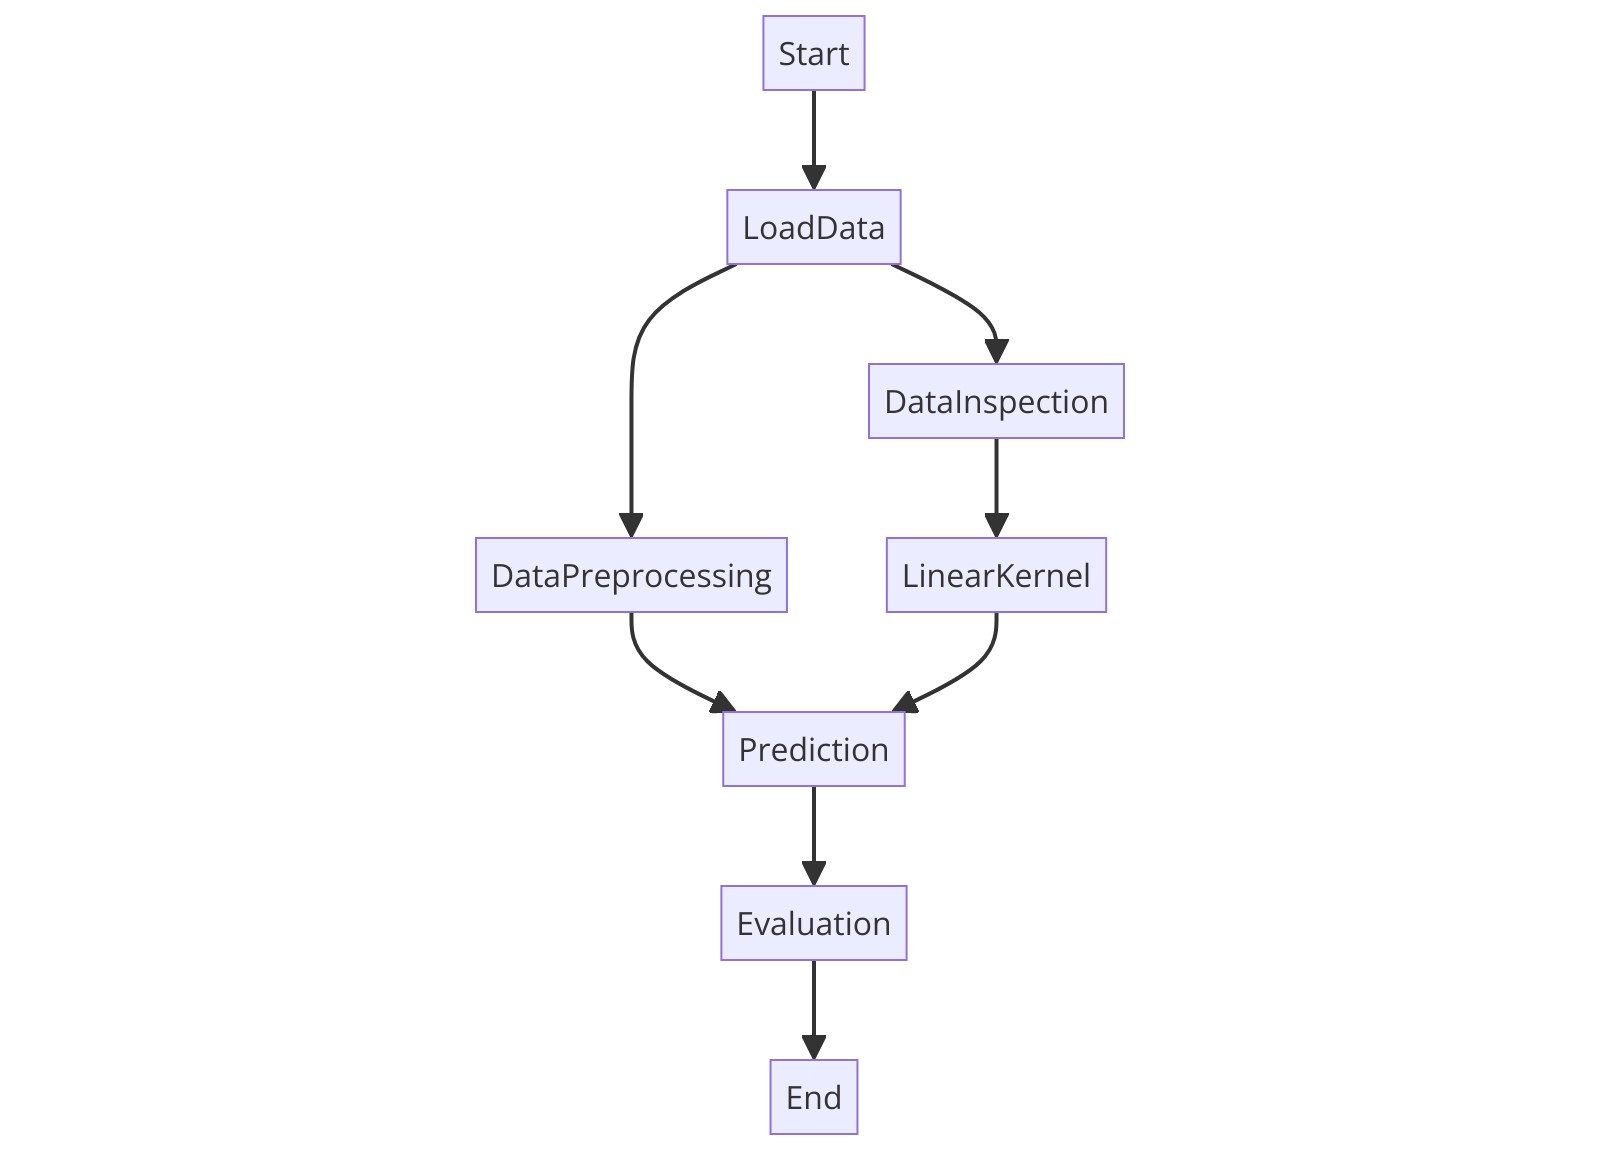 Start
LoadData
DataInspection
DataPreprocessing
LinearKernel
Prediction
Evaluation
End